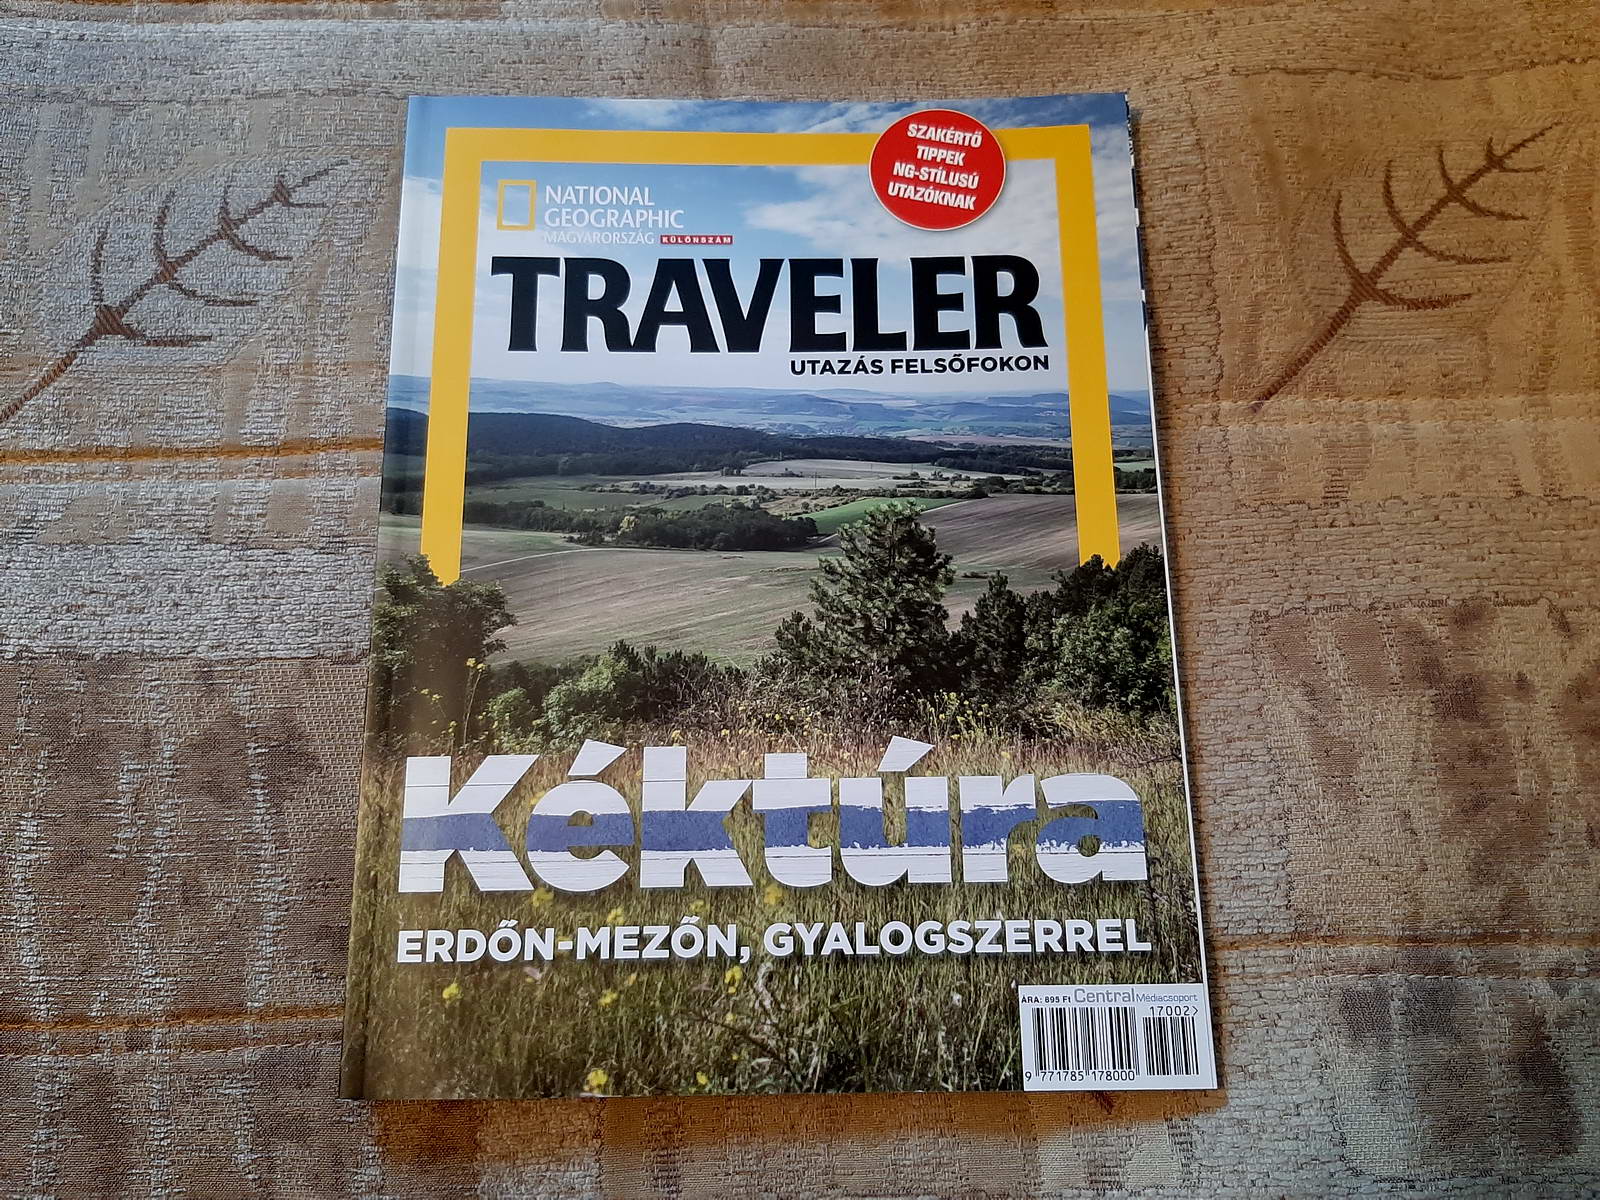 SZAKÉRTŐ
TIPPEK
NG-STÍLUSÚ
UTAZÓKNAK
NATIONAL
GEOGRAPHIC
MAGYARORSZÁG KÜLÖNSZÁM
TRAVELER
UTAZÁS FELSŐFOKON
Kéktúra
ERDŐN-MEZŐN, GYALOGSZERREL
ÁRA: 895 Ft Central Médiacsoport
17002>
9 771785 178000